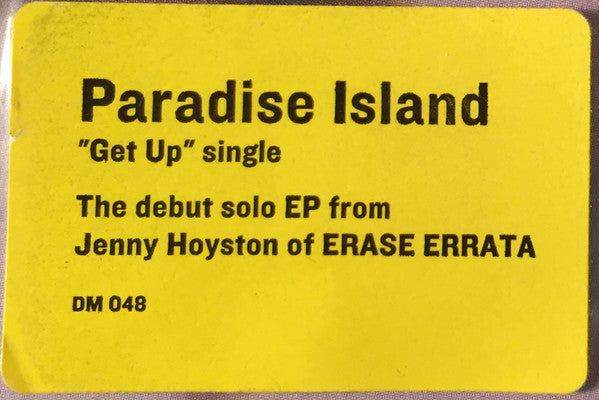 Paradise Island
"Get Up" single
The debut solo EP from
Jenny Hoyston of ERASE ERRATA
DM 048